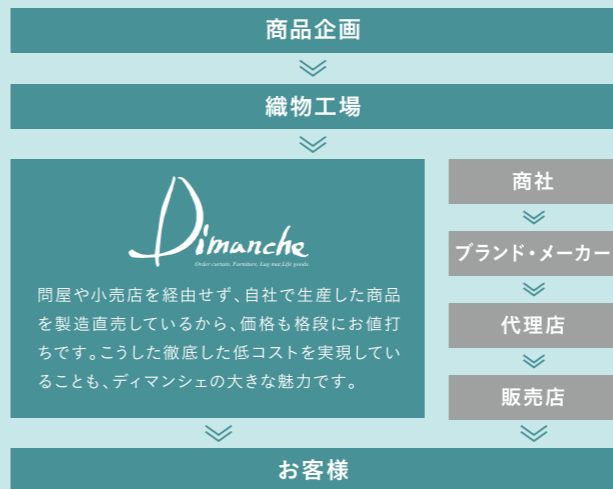 商品企画
織物工場
Dimanche
Order curtain, Furniture, Lug mat, Life goods
問屋や小売店を経由せず、自社で生産した商品
を製造直売しているから、価格も格段にお値打
ちです。こうした徹底した低コストを実現してい
ることも、ディマンシェの大きな魅力です。
商社
ブランド・メーカー
代理店
販売店
お客様